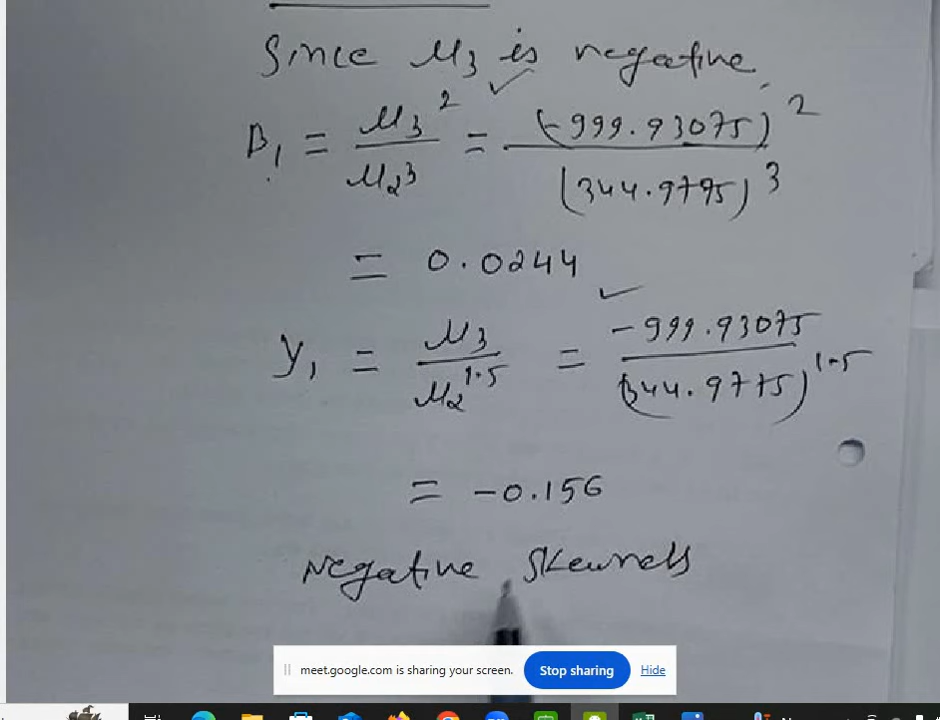 Since μ₃ is negative
β₁ = μ₃² / μ₂³ = (-999.93075)² / (344.9775)³
= 0.0244
γ₁ = μ₃ / μ₂^1.5 = -999.93075 / (344.9775)^1.5
= -0.156
Negative Skewness
meet.google.com is sharing your screen. Stop sharing Hide